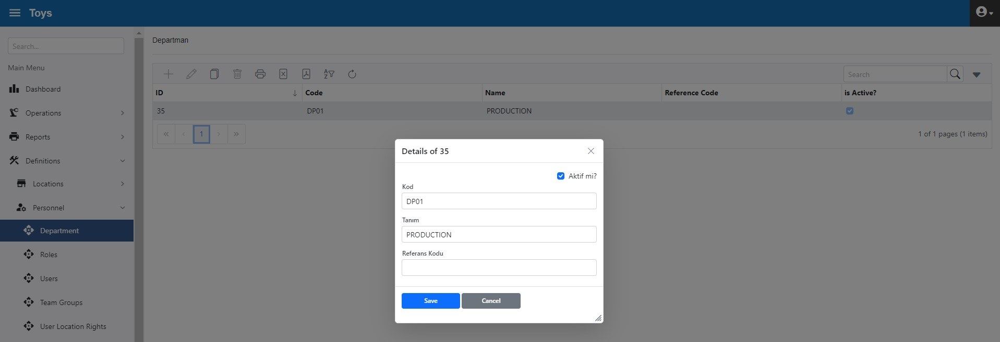 Toys
Search...
Main Menu
Dashboard
Operations
Reports
Definitions
Locations
Personnel
Department
Roles
Users
Team Groups
User Location Rights
Departman
Search
ID Code Name Reference Code is Active?
35 DP01 PRODUCTION
« ‹ 1 › » 1 of 1 pages (1 items)
Details of 35
Aktif mi?
Kod
DP01
Tanım
PRODUCTION
Referans Kodu
Save Cancel